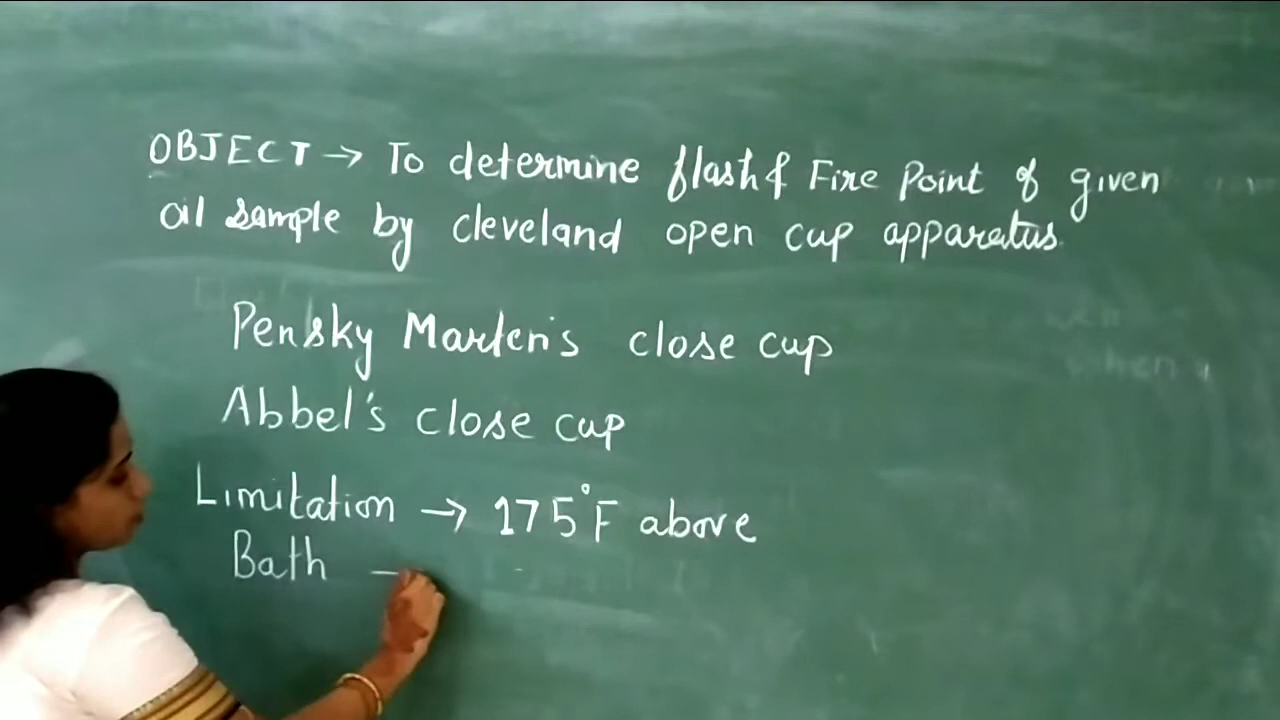 OBJECT → To determine flash & Fire Point of given
oil sample by cleveland open cup apparatus
Pensky Marten's close cup
Abbel's close cup
Limitation → 175°F above
Bath —